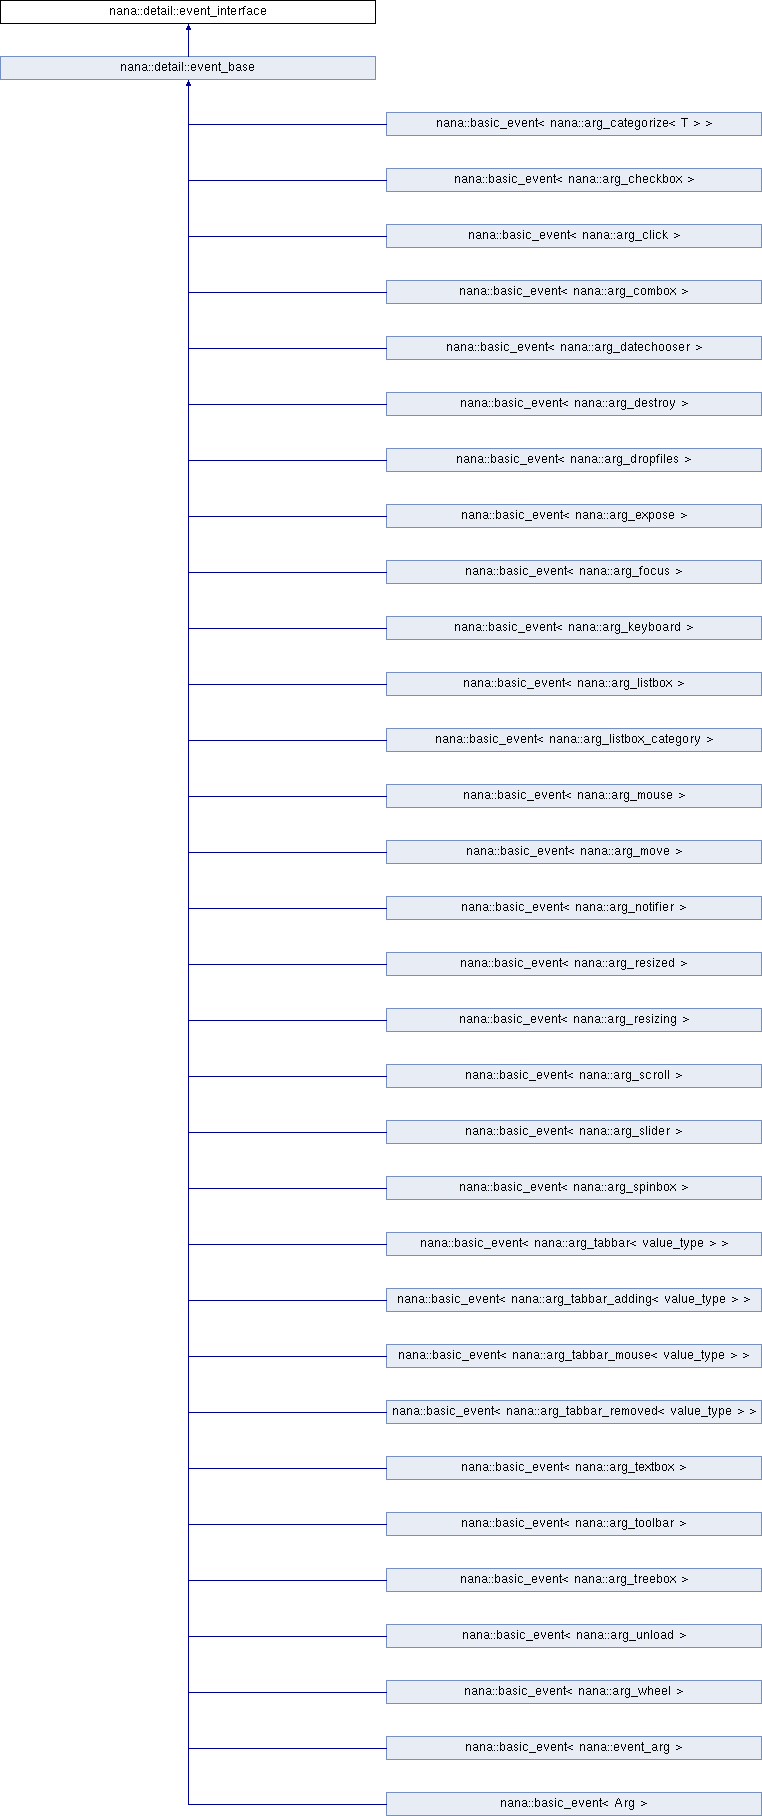 nana::detail::event_interface
nana::detail::event_base
nana::basic_event< nana::arg_categorize< T > >
nana::basic_event< nana::arg_checkbox >
nana::basic_event< nana::arg_click >
nana::basic_event< nana::arg_combox >
nana::basic_event< nana::arg_datechooser >
nana::basic_event< nana::arg_destroy >
nana::basic_event< nana::arg_dropfiles >
nana::basic_event< nana::arg_expose >
nana::basic_event< nana::arg_focus >
nana::basic_event< nana::arg_keyboard >
nana::basic_event< nana::arg_listbox >
nana::basic_event< nana::arg_listbox_category >
nana::basic_event< nana::arg_mouse >
nana::basic_event< nana::arg_move >
nana::basic_event< nana::arg_notifier >
nana::basic_event< nana::arg_resized >
nana::basic_event< nana::arg_resizing >
nana::basic_event< nana::arg_scroll >
nana::basic_event< nana::arg_slider >
nana::basic_event< nana::arg_spinbox >
nana::basic_event< nana::arg_tabbar< value_type > >
nana::basic_event< nana::arg_tabbar_adding< value_type > >
nana::basic_event< nana::arg_tabbar_mouse< value_type > >
nana::basic_event< nana::arg_tabbar_removed< value_type > >
nana::basic_event< nana::arg_textbox >
nana::basic_event< nana::arg_toolbar >
nana::basic_event< nana::arg_treebox >
nana::basic_event< nana::arg_unload >
nana::basic_event< nana::arg_wheel >
nana::basic_event< nana::event_arg >
nana::basic_event< Arg >